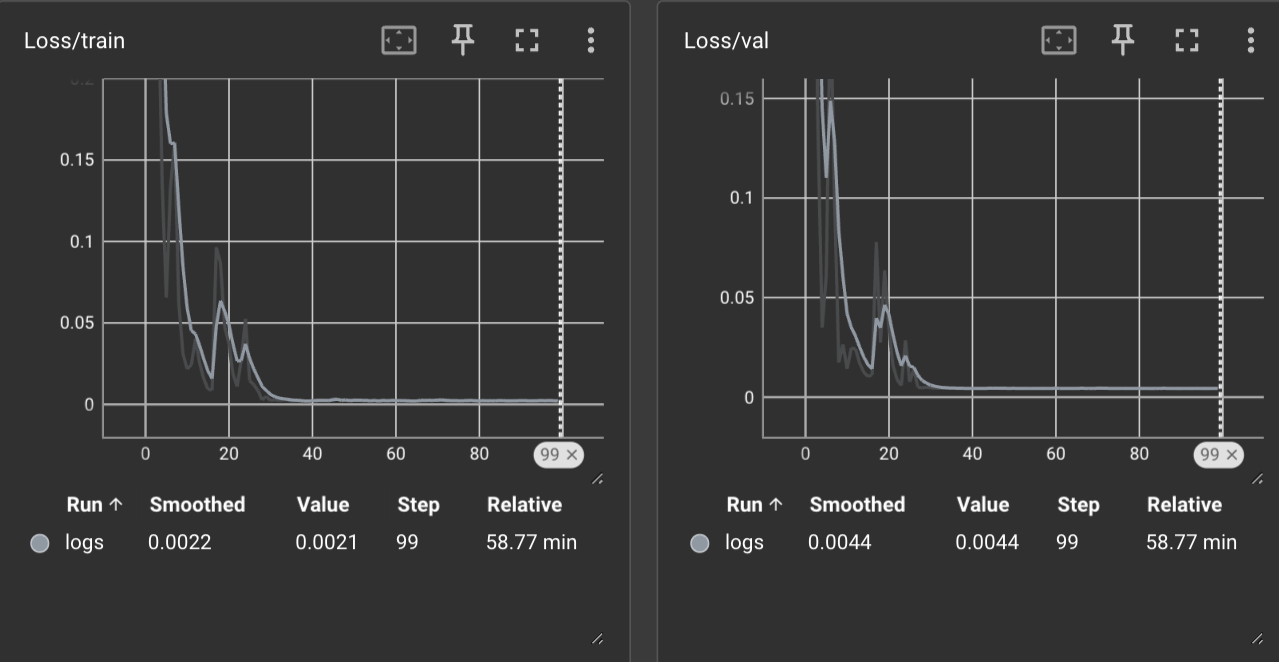 Loss/train
0.2
0.15
0.1
0.05
0
0 20 40 60 80 99 ×
Run ↑ Smoothed Value Step Relative
logs 0.0022 0.0021 99 58.77 min
Loss/val
0.15
0.1
0.05
0
0 20 40 60 80 99 ×
Run ↑ Smoothed Value Step Relative
logs 0.0044 0.0044 99 58.77 min